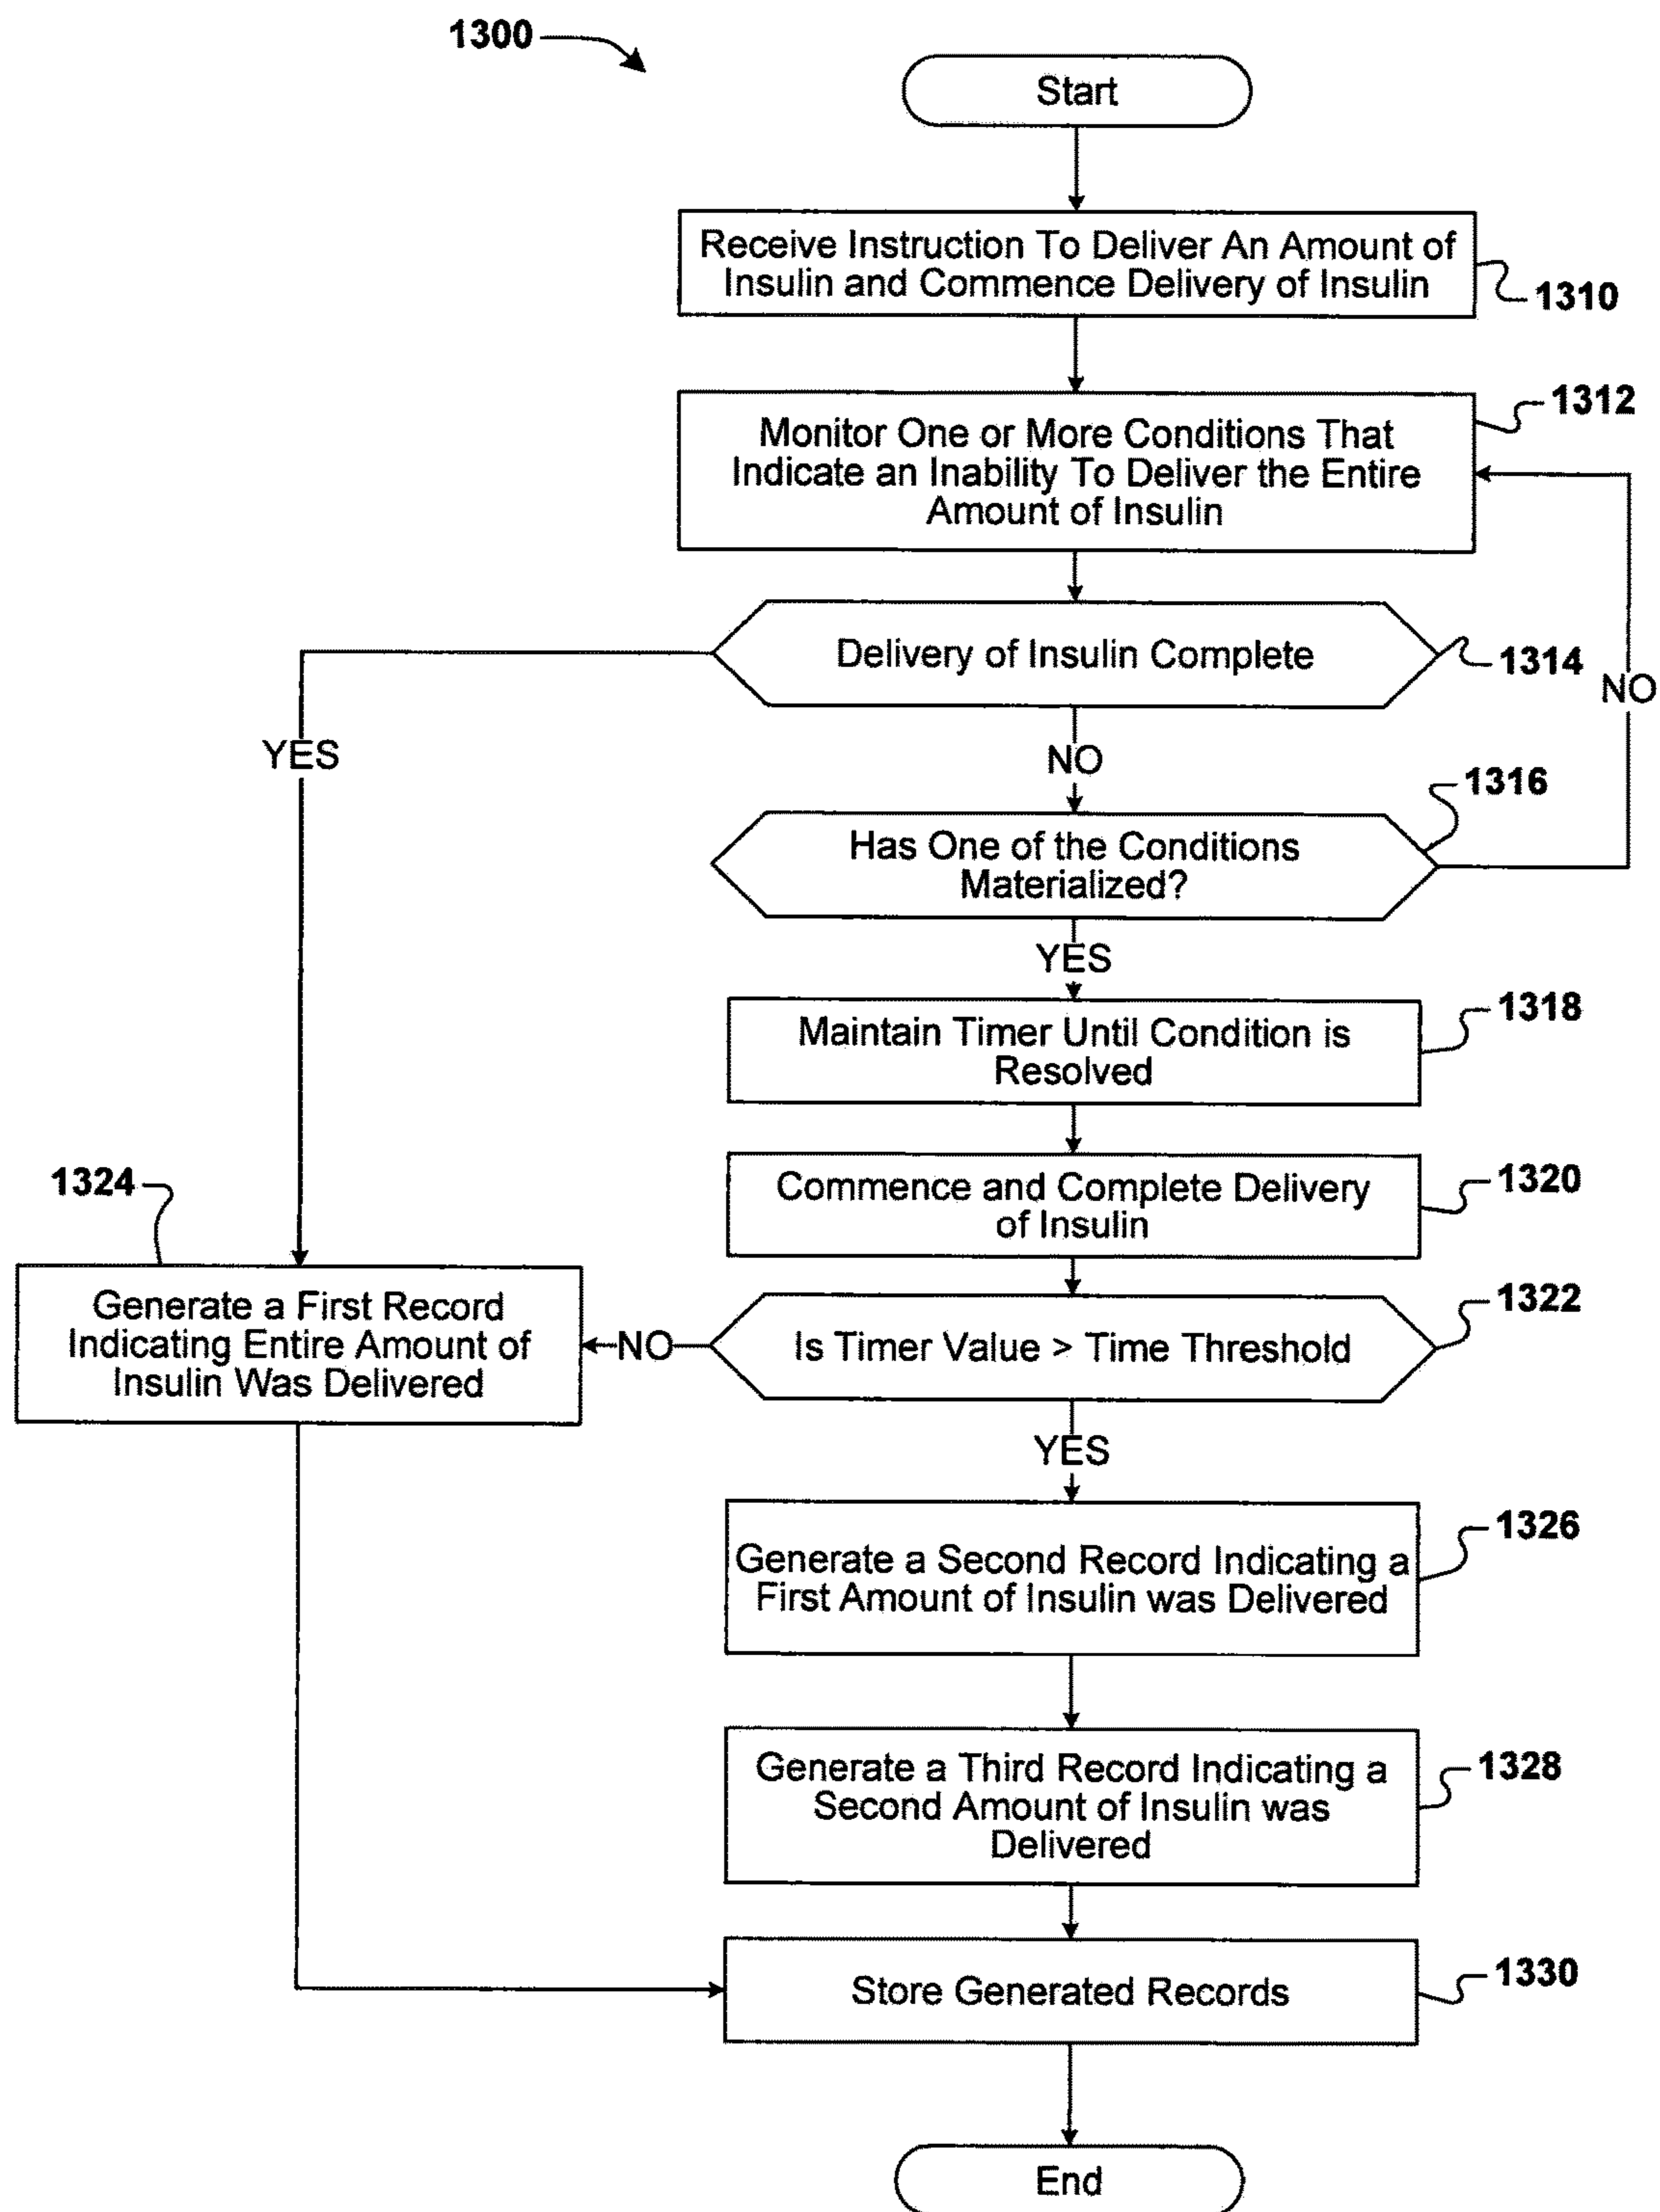 1300
Start
Receive Instruction To Deliver An Amount of
Insulin and Commence Delivery of Insulin
1310
1312
Monitor One or More Conditions That
Indicate an Inability To Deliver the Entire
Amount of Insulin
Delivery of Insulin Complete
1314
NO
YES
NO
1316
Has One of the Conditions
Materialized?
YES
1318
Maintain Timer Until Condition is
Resolved
1320
Commence and Complete Delivery
of Insulin
1324
1322
Generate a First Record
Indicating Entire Amount of
Insulin Was Delivered
NO
Is Timer Value > Time Threshold
YES
1326
Generate a Second Record Indicating a
First Amount of Insulin was Delivered
1328
Generate a Third Record Indicating a
Second Amount of Insulin was
Delivered
1330
Store Generated Records
End